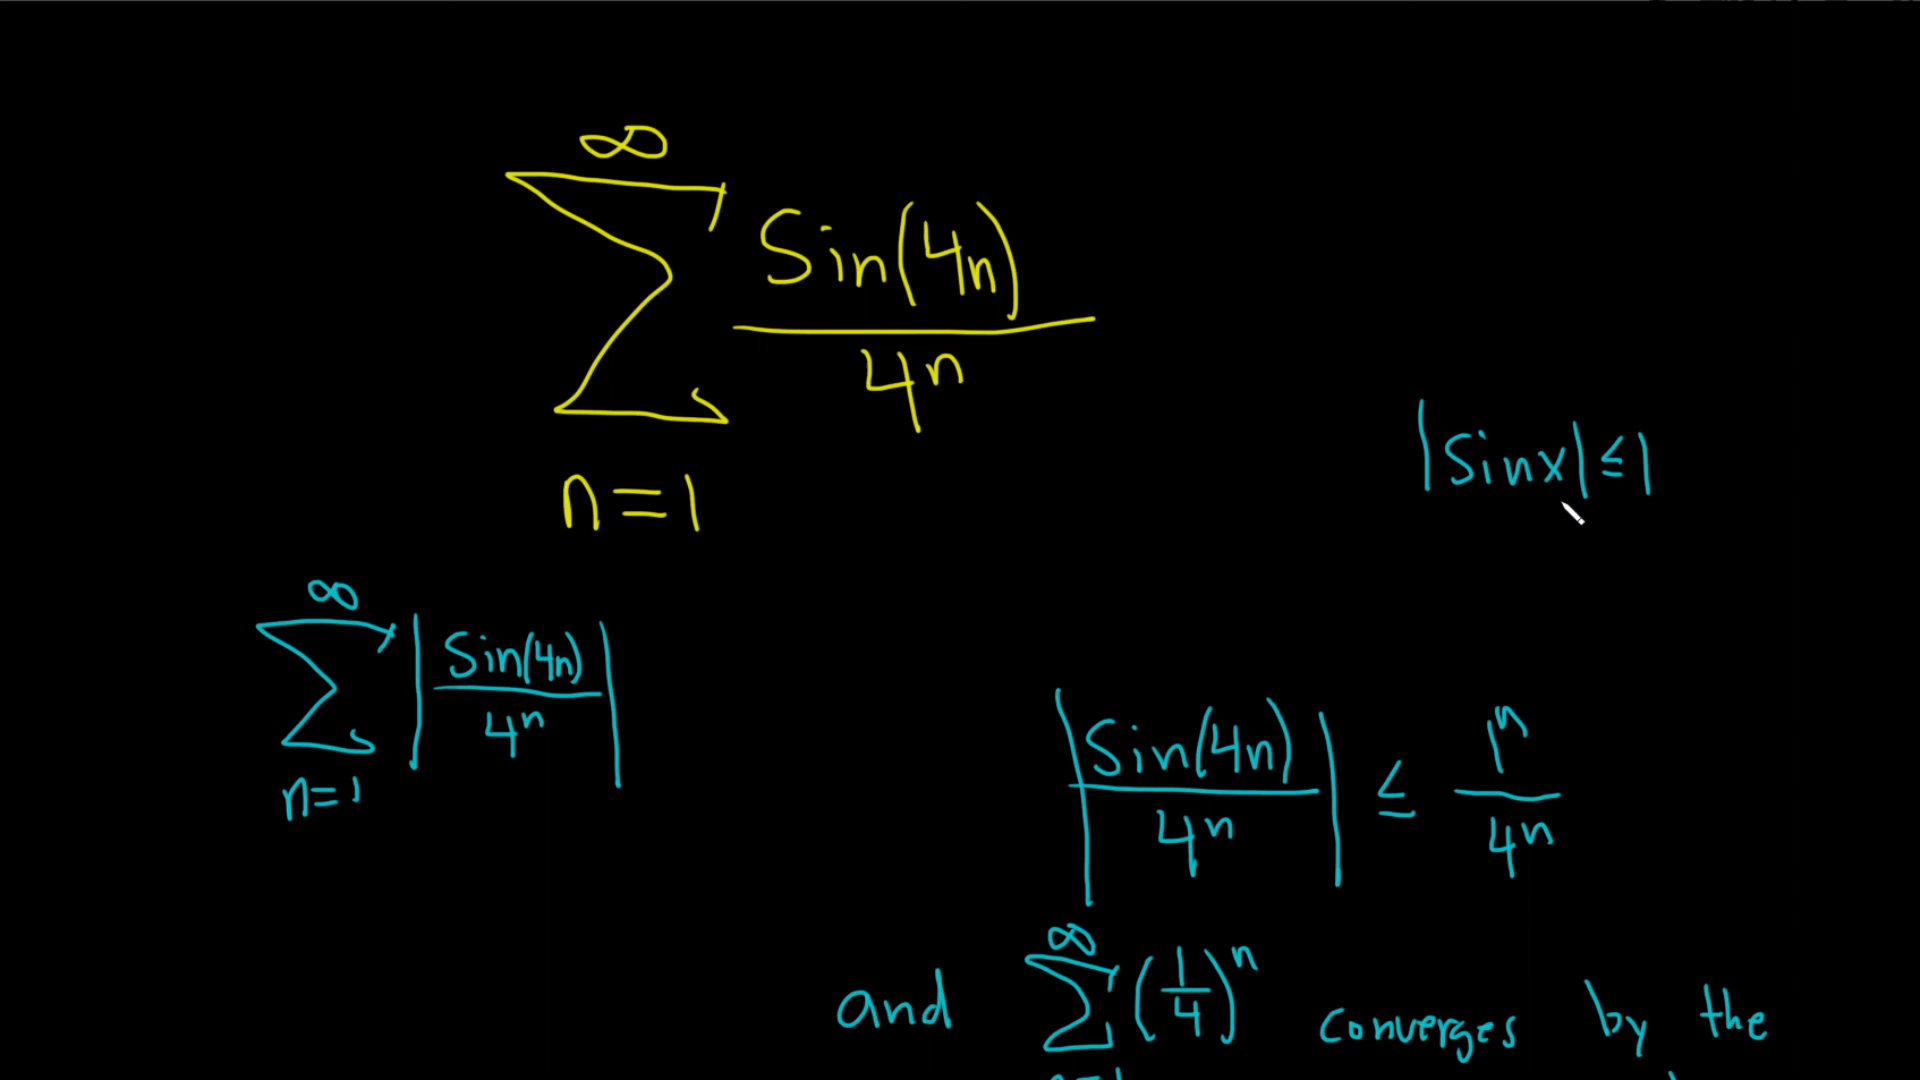 ∞
Σ Sin(4n)
4ⁿ
n=1
|Sinx| ≤ 1
∞
Σ |Sin(4n)/4ⁿ|
n=1
|Sin(4n)/4ⁿ| ≤ 1ⁿ/4ⁿ
∞
and Σ (1/4)ⁿ converges by the
n=1